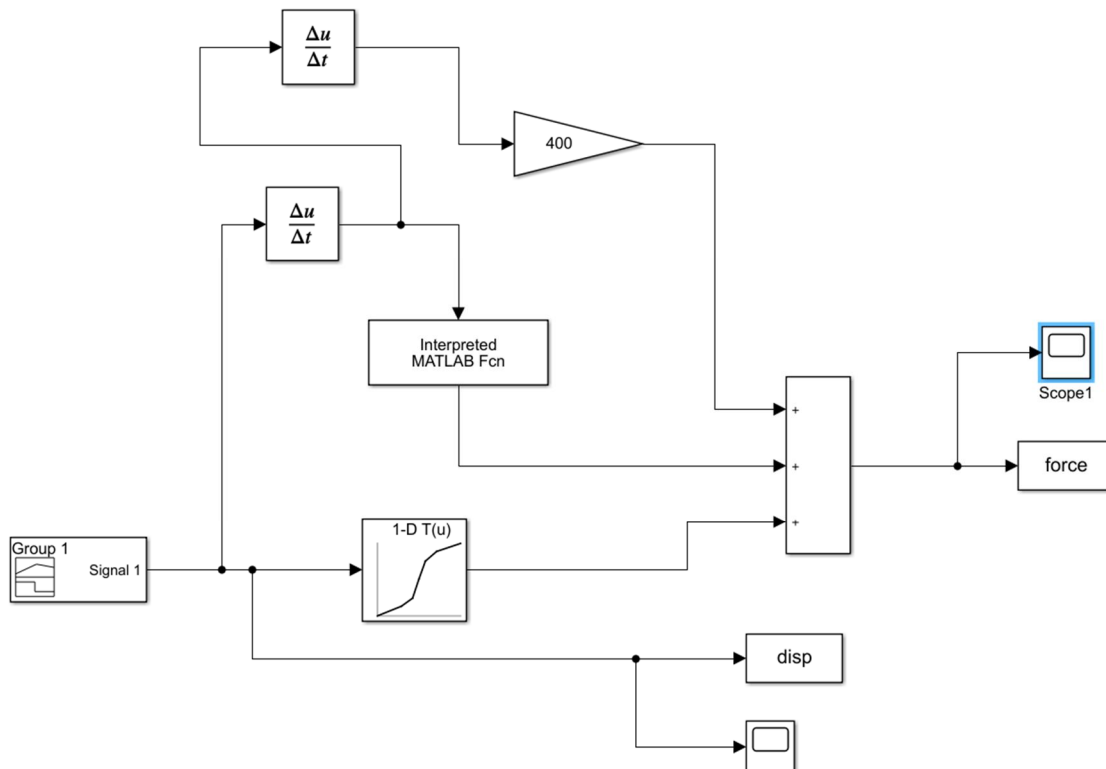 Δu
Δt
400
Δu
Δt
Interpreted
MATLAB Fcn
Scope1
+
+
+
force
1-D T(u)
Group 1
Signal 1
disp